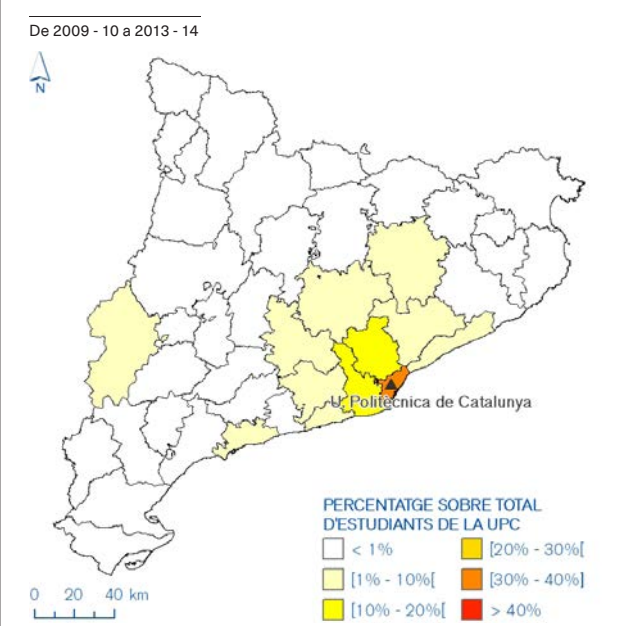 De 2009 - 10 a 2013 - 14
N
U. Politècnica de Catalunya
PERCENTATGE SOBRE TOTAL
D'ESTUDIANTS DE LA UPC
< 1%
[20% - 30%[
[1% - 10%[
[30% - 40%]
[10% - 20%[
> 40%
0 20 40 km